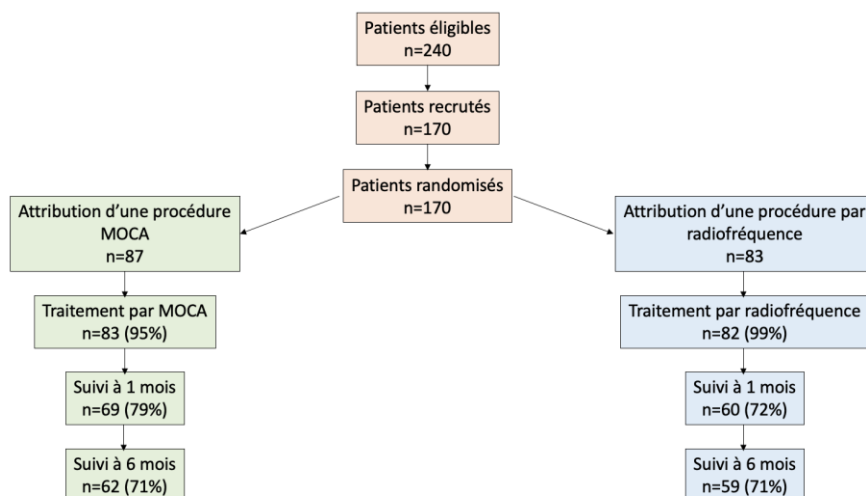 Patients éligibles
n=240
Patients recrutés
n=170
Patients randomisés
n=170
Attribution d’une procédure
MOCA
n=87
Traitement par MOCA
n=83 (95%)
Suivi à 1 mois
n=69 (79%)
Suivi à 6 mois
n=62 (71%)
Attribution d’une procédure par
radiofréquence
n=83
Traitement par radiofréquence
n=82 (99%)
Suivi à 1 mois
n=60 (72%)
Suivi à 6 mois
n=59 (71%)